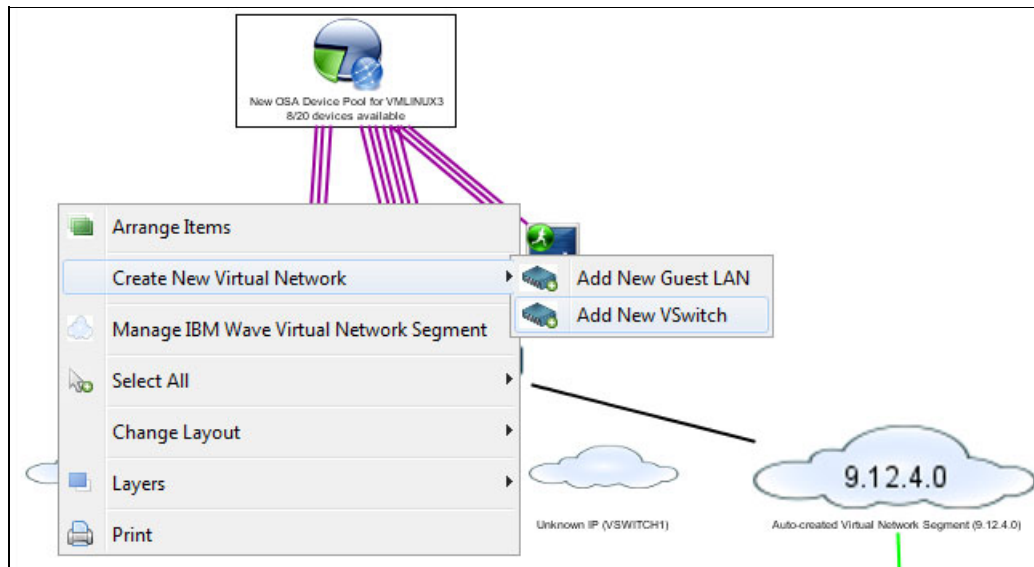 New OSA Device Pool for VMLINUX3
8/20 devices available
Arrange Items
Create New Virtual Network
Add New Guest LAN
Add New VSwitch
Manage IBM Wave Virtual Network Segment
Select All
Change Layout
Layers
Print
9.12.4.0
Unknown IP (VSWITCH1)
Auto-created Virtual Network Segment (9.12.4.0)